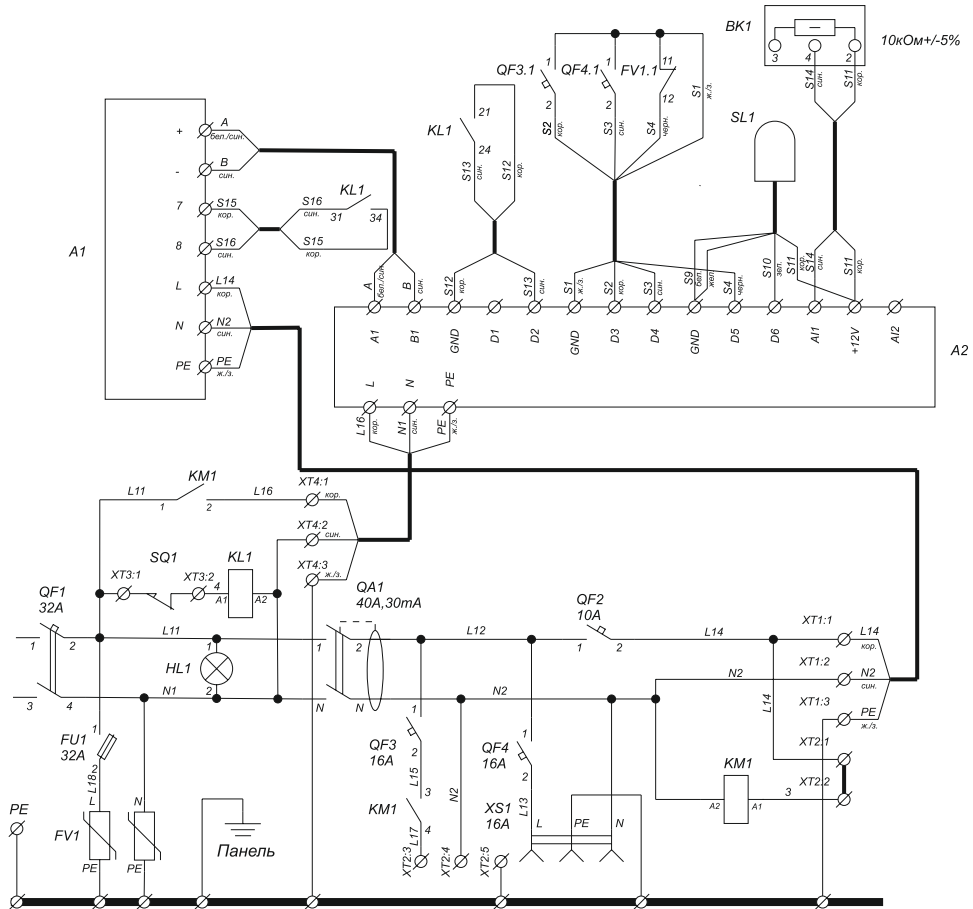 BK1
3
4
2
10кОм+/-5%
S14
син.
S11
кор.
QF3.1
1
2
QF4.1
1
2
FV1.1
11
12
S1
ж./з.
S2
кор.
S3
син.
S4
черн.
SL1
KL1
21
24
S13
син.
S12
кор.
A1
+
A
бел./син.
-
B
син.
7
S15
кор.
8
S16
син.
L
L14
кор.
N
N2
син.
PE
PE
ж./з.
S16
син.
KL1
31
34
S15
кор.
A
бел./син.
B
син.
S12
кор.
S13
син.
S1
ж./з.
S2
кор.
S3
син.
S9
бел.
жел.
S4
черн.
S10
зел.
S11
кор.
S14
син.
S11
кор.
A1
B1
GND
D1
D2
GND
D3
D4
GND
D5
D6
AI1
+12V
AI2
A2
L
N
PE
L16
кор.
N1
син.
PE
ж./з.
L11
KM1
1
2
L16
XT4:1
кор.
XT4:2
син.
XT4:3
ж./з.
XT3:1
SQ1
XT3:2
4
KL1
A1
A2
QF1
32A
1
2
3
4
L11
1
HL1
2
N1
QA1
40A,30mA
1
2
N
N
L12
QF2
10A
1
2
L14
XT1:1
L14
кор.
N2
XT1:2
N2
син.
XT1:3
PE
ж./з.
L14
XT2:1
XT2:2
KM1
A2
A1
3
N2
FU1
32A
1
2
L18
L
N
FV1
PE
PE
PE
Панель
QF3
16A
1
2
L15
KM1
3
4
L17
XT2:3
N2
XT2:4
QF4
16A
1
2
L13
XS1
16A
L
PE
N
XT2:5